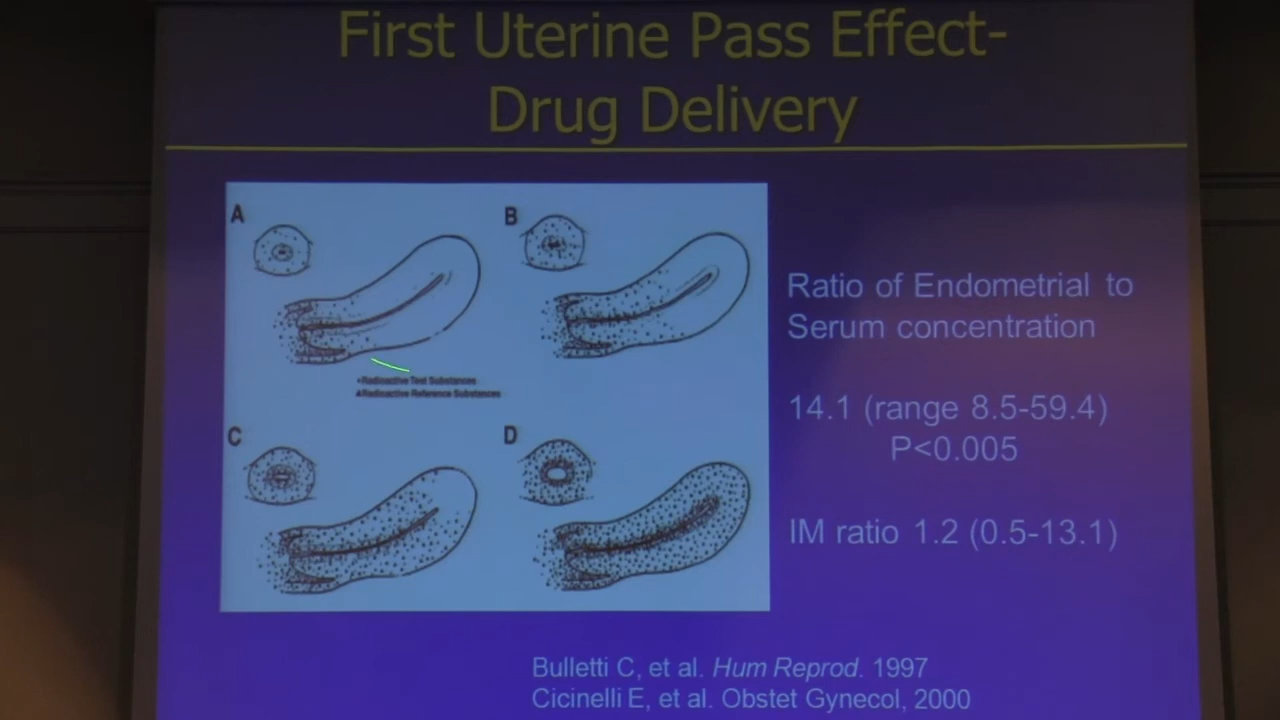 First Uterine Pass Effect-
Drug Delivery
A
B
•Radioactive Test Substances
▲Radioactive Reference Substances
C
D
Ratio of Endometrial to
Serum concentration
14.1 (range 8.5-59.4)
P<0.005
IM ratio 1.2 (0.5-13.1)
Bulletti C, et al. Hum Reprod. 1997
Cicinelli E, et al. Obstet Gynecol, 2000